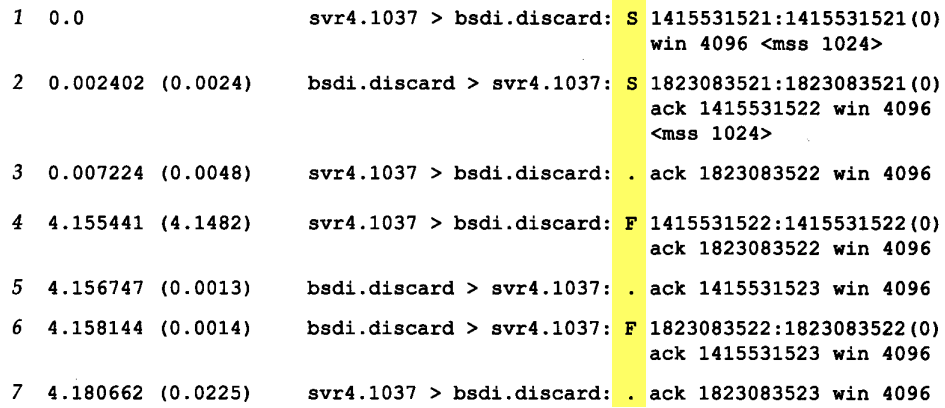 1 0.0 svr4.1037 > bsdi.discard: S 1415531521:1415531521(0)
win 4096 <mss 1024>
2 0.002402 (0.0024) bsdi.discard > svr4.1037: S 1823083521:1823083521(0)
ack 1415531522 win 4096
<mss 1024>
3 0.007224 (0.0048) svr4.1037 > bsdi.discard: . ack 1823083522 win 4096
4 4.155441 (4.1482) svr4.1037 > bsdi.discard: F 1415531522:1415531522(0)
ack 1823083522 win 4096
5 4.156747 (0.0013) bsdi.discard > svr4.1037: . ack 1415531523 win 4096
6 4.158144 (0.0014) bsdi.discard > svr4.1037: F 1823083522:1823083522(0)
ack 1415531523 win 4096
7 4.180662 (0.0225) svr4.1037 > bsdi.discard: . ack 1823083523 win 4096